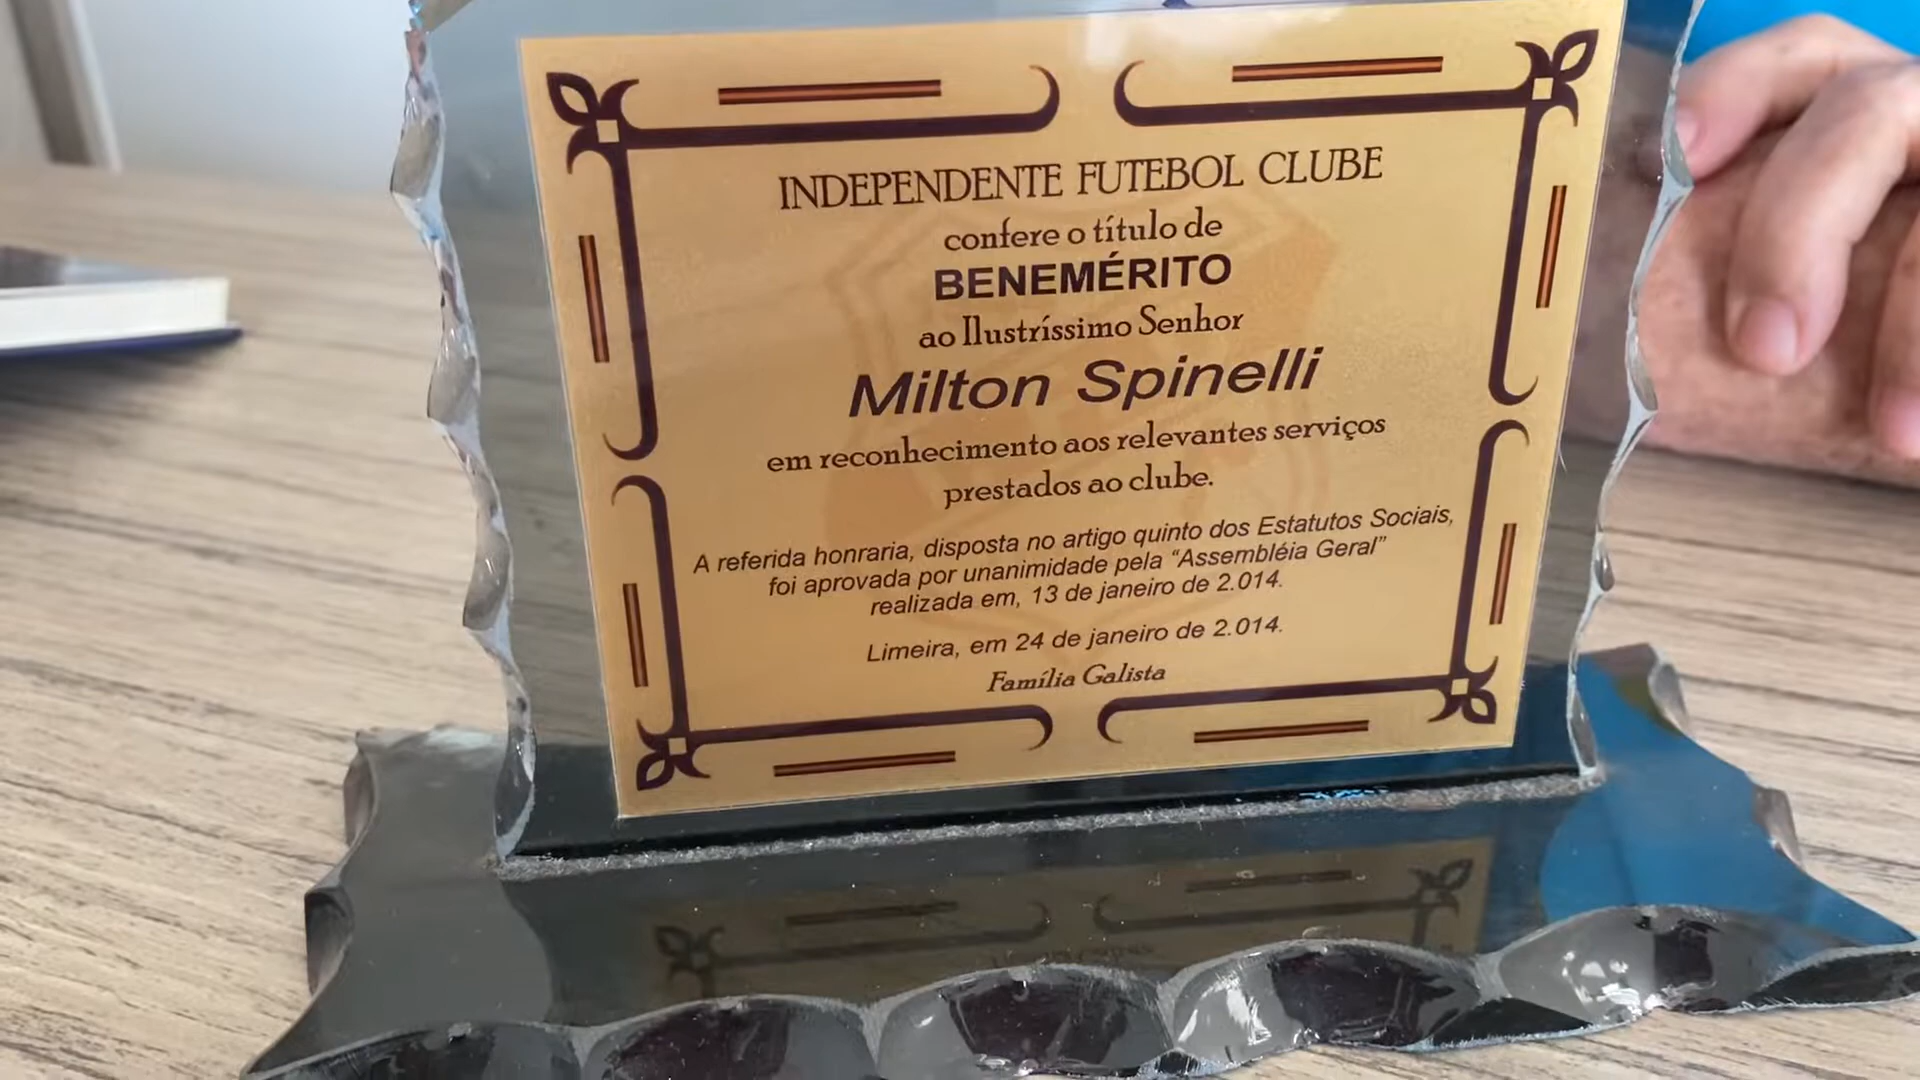 INDEPENDENTE FUTEBOL CLUBE
confere o título de
BENEMÉRITO
ao Ilustríssimo Senhor
Milton Spinelli
em reconhecimento aos relevantes serviços
prestados ao clube.
A referida honraria, disposta no artigo quinto dos Estatutos Sociais,
foi aprovada por unanimidade pela “Assembléia Geral”
realizada em, 13 de janeiro de 2.014.
Limeira, em 24 de janeiro de 2.014.
Família Galista